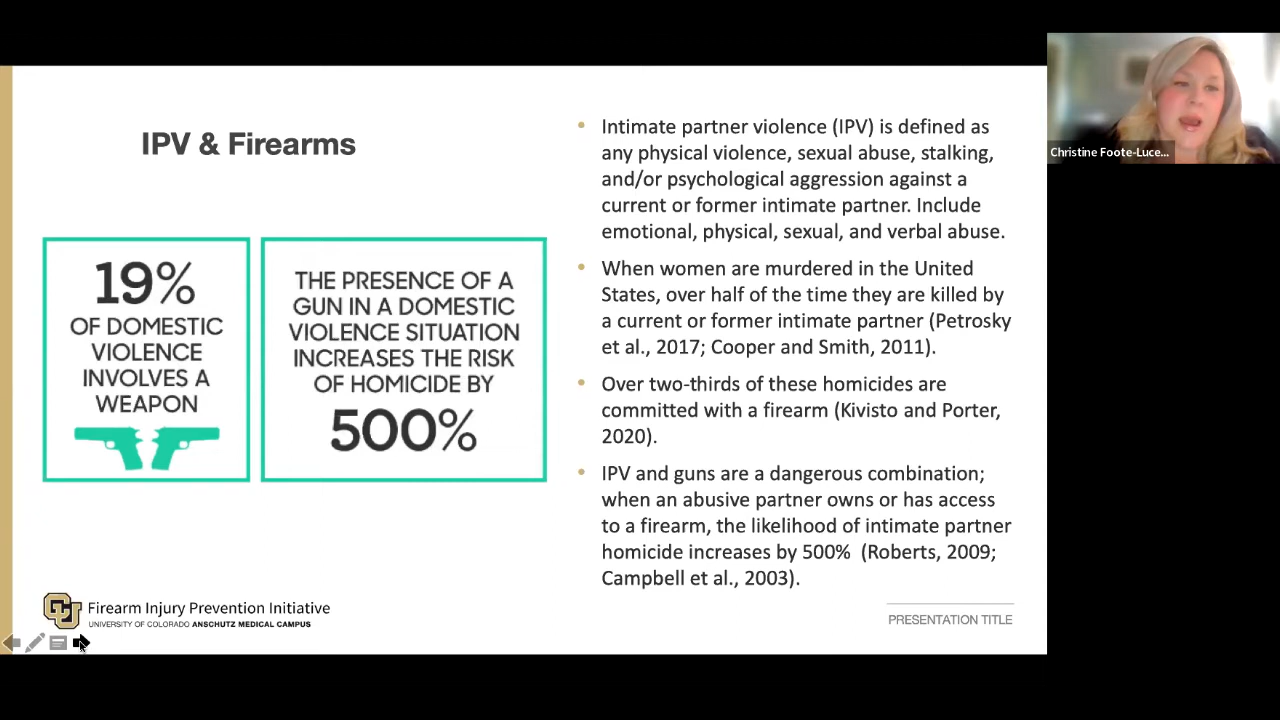 IPV & Firearms
19%
OF DOMESTIC
VIOLENCE
INVOLVES A
WEAPON
THE PRESENCE OF A
GUN IN A DOMESTIC
VIOLENCE SITUATION
INCREASES THE RISK
OF HOMICIDE BY
500%
• Intimate partner violence (IPV) is defined as
any physical violence, sexual abuse, stalking,
and/or psychological aggression against a
current or former intimate partner. Include
emotional, physical, sexual, and verbal abuse.
• When women are murdered in the United
States, over half of the time they are killed by
a current or former intimate partner (Petrosky
et al., 2017; Cooper and Smith, 2011).
• Over two-thirds of these homicides are
committed with a firearm (Kivisto and Porter,
2020).
• IPV and guns are a dangerous combination;
when an abusive partner owns or has access
to a firearm, the likelihood of intimate partner
homicide increases by 500% (Roberts, 2009;
Campbell et al., 2003).
CU
Firearm Injury Prevention Initiative
UNIVERSITY OF COLORADO ANSCHUTZ MEDICAL CAMPUS
PRESENTATION TITLE
Christine Foote-Luce...